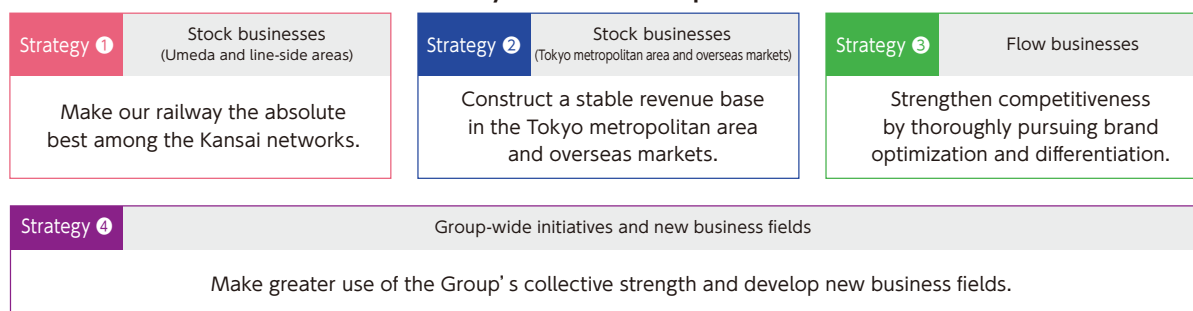 Strategy ❶
Stock businesses
(Umeda and line-side areas)
Make our railway the absolute
best among the Kansai networks.
Strategy ❷
Stock businesses
(Tokyo metropolitan area and overseas markets)
Construct a stable revenue base
in the Tokyo metropolitan area
and overseas markets.
Strategy ❸
Flow businesses
Strengthen competitiveness
by thoroughly pursuing brand
optimization and differentiation.
Strategy ❹
Group-wide initiatives and new business fields
Make greater use of the Group’s collective strength and develop new business fields.